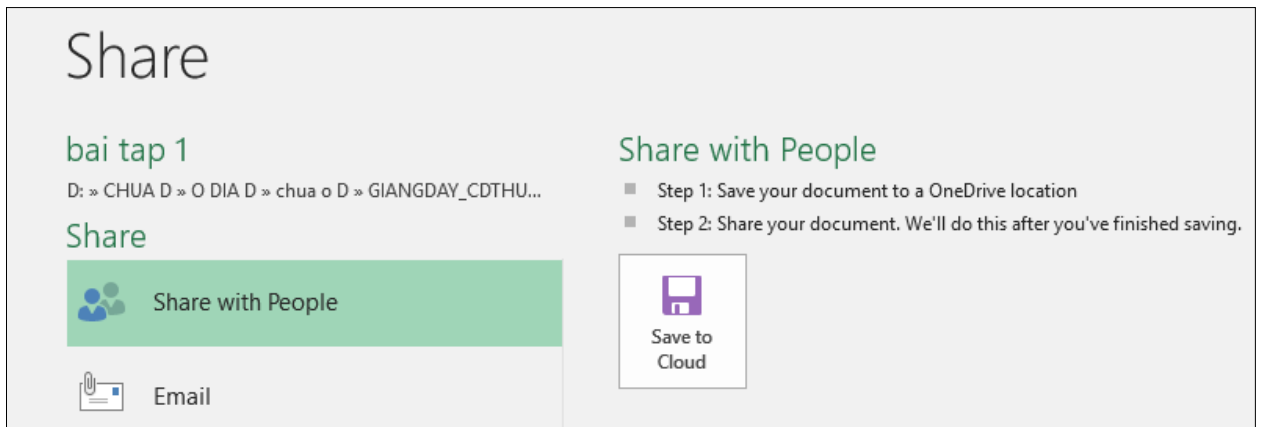 Share
bai tap 1
D: » CHUA D » O DIA D » chua o D » GIANGDAY_CDTHU...
Share
Share with People
Email
Share with People
Step 1: Save your document to a OneDrive location
Step 2: Share your document. We'll do this after you've finished saving.
Save to
Cloud